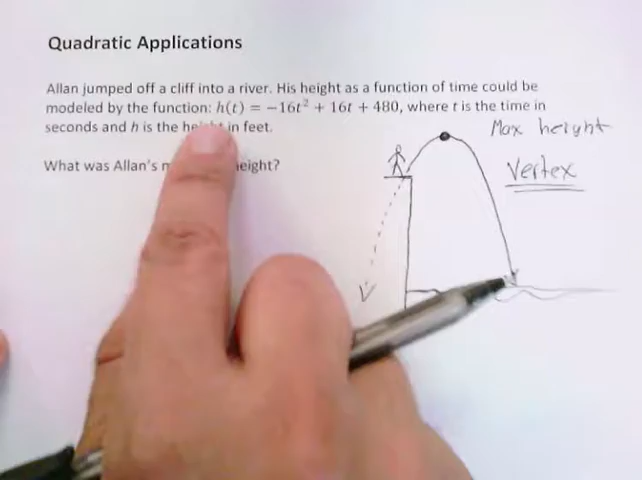 Quadratic Applications
Allan jumped off a cliff into a river. His height as a function of time could be
modeled by the function: h(t) = −16t² + 16t + 480, where t is the time in
seconds and h is the height in feet.
Max height
What was Allan's height?
Vertex